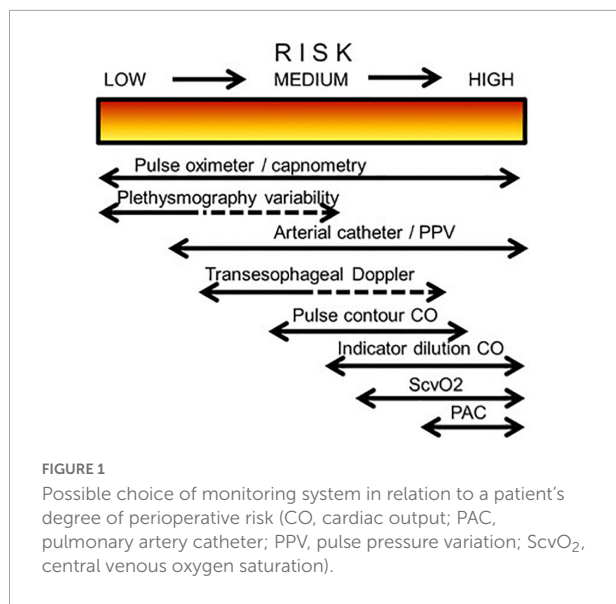 RISK
LOW MEDIUM HIGH
Pulse oximeter / capnometry
Plethysmography variability
Arterial catheter / PPV
Transesophageal Doppler
Pulse contour CO
Indicator dilution CO
ScvO2
PAC
FIGURE 1
Possible choice of monitoring system in relation to a patient’s
degree of perioperative risk (CO, cardiac output; PAC,
pulmonary artery catheter; PPV, pulse pressure variation; ScvO₂,
central venous oxygen saturation).